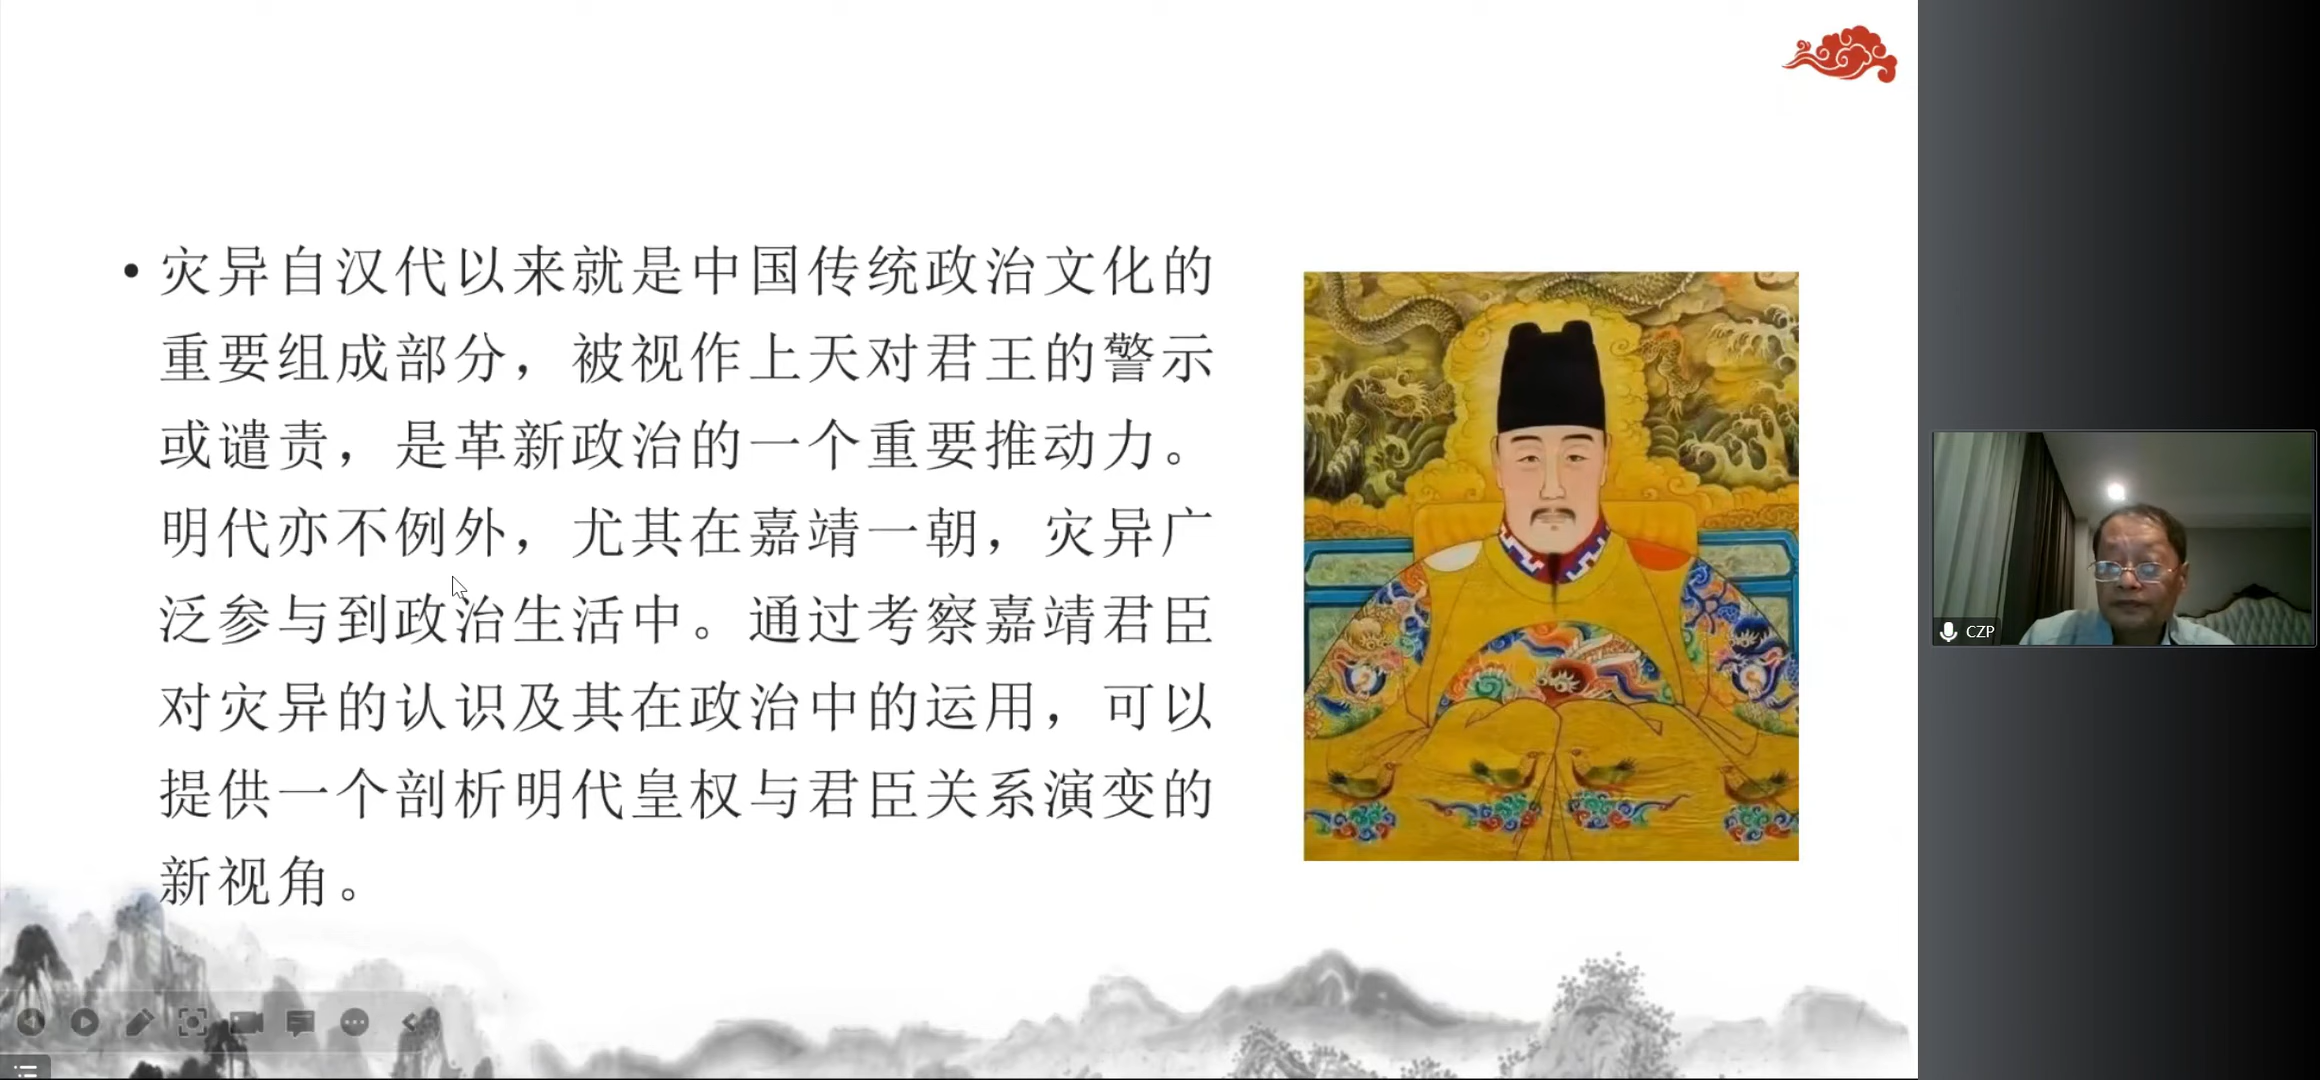 • 灾异自汉代以来就是中国传统政治文化的
重要组成部分，被视作上天对君王的警示
或谴责，是革新政治的一个重要推动力。
明代亦不例外，尤其在嘉靖一朝，灾异广
泛参与到政治生活中。通过考察嘉靖君臣
对灾异的认识及其在政治中的运用，可以
提供一个剖析明代皇权与君臣关系演变的
新视角。
CZP